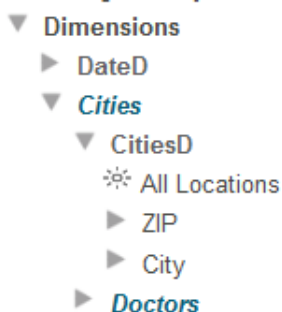 Dimensions
DateD
Cities
CitiesD
All Locations
ZIP
City
Doctors